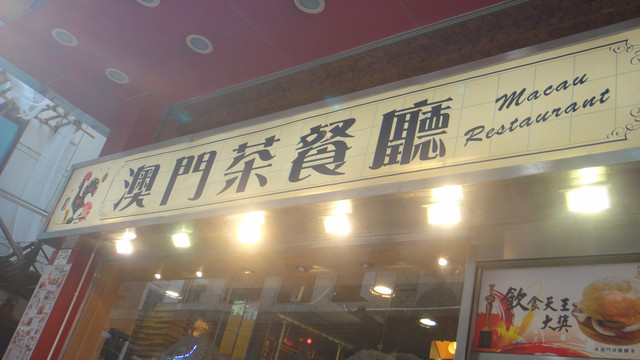 澳門茶餐廳
Macau
Restaurant
飲食天王
大獎